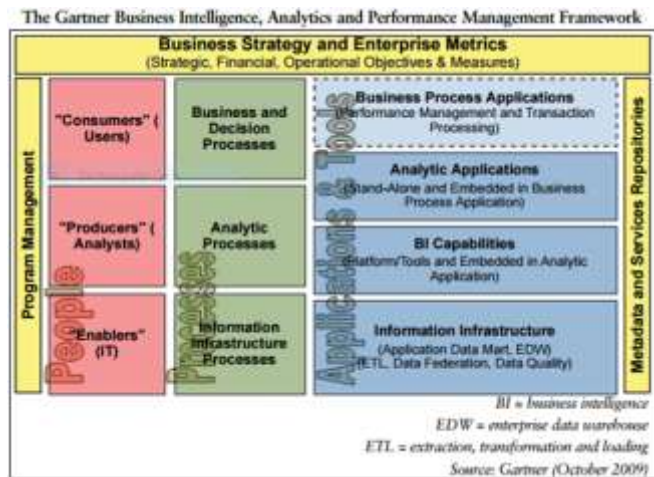 The Gartner Business Intelligence, Analytics and Performance Management Framework
Business Strategy and Enterprise Metrics
(Strategic, Financial, Operational Objectives & Measures)
Program Management
People
"Consumers" (
Users)
"Producers" (
Analysts)
"Enablers"
(IT)
Processes
Business and
Decision
Processes
Analytic
Processes
Information
Infrastructure
Processes
Applications & Tools
Business Process Applications
(Performance Management and Transaction
Processing)
Analytic Applications
(Stand-Alone and Embedded in Business
Process Application)
BI Capabilities
(Platform/Tools and Embedded in Analytic
Application)
Information Infrastructure
(Application Data Mart, EDW)
(ETL, Data Federation, Data Quality)
Metadata and Services Repositories
BI = business intelligence
EDW = enterprise data warehouse
ETL = extraction, transformation and loading
Source: Gartner (October 2009)